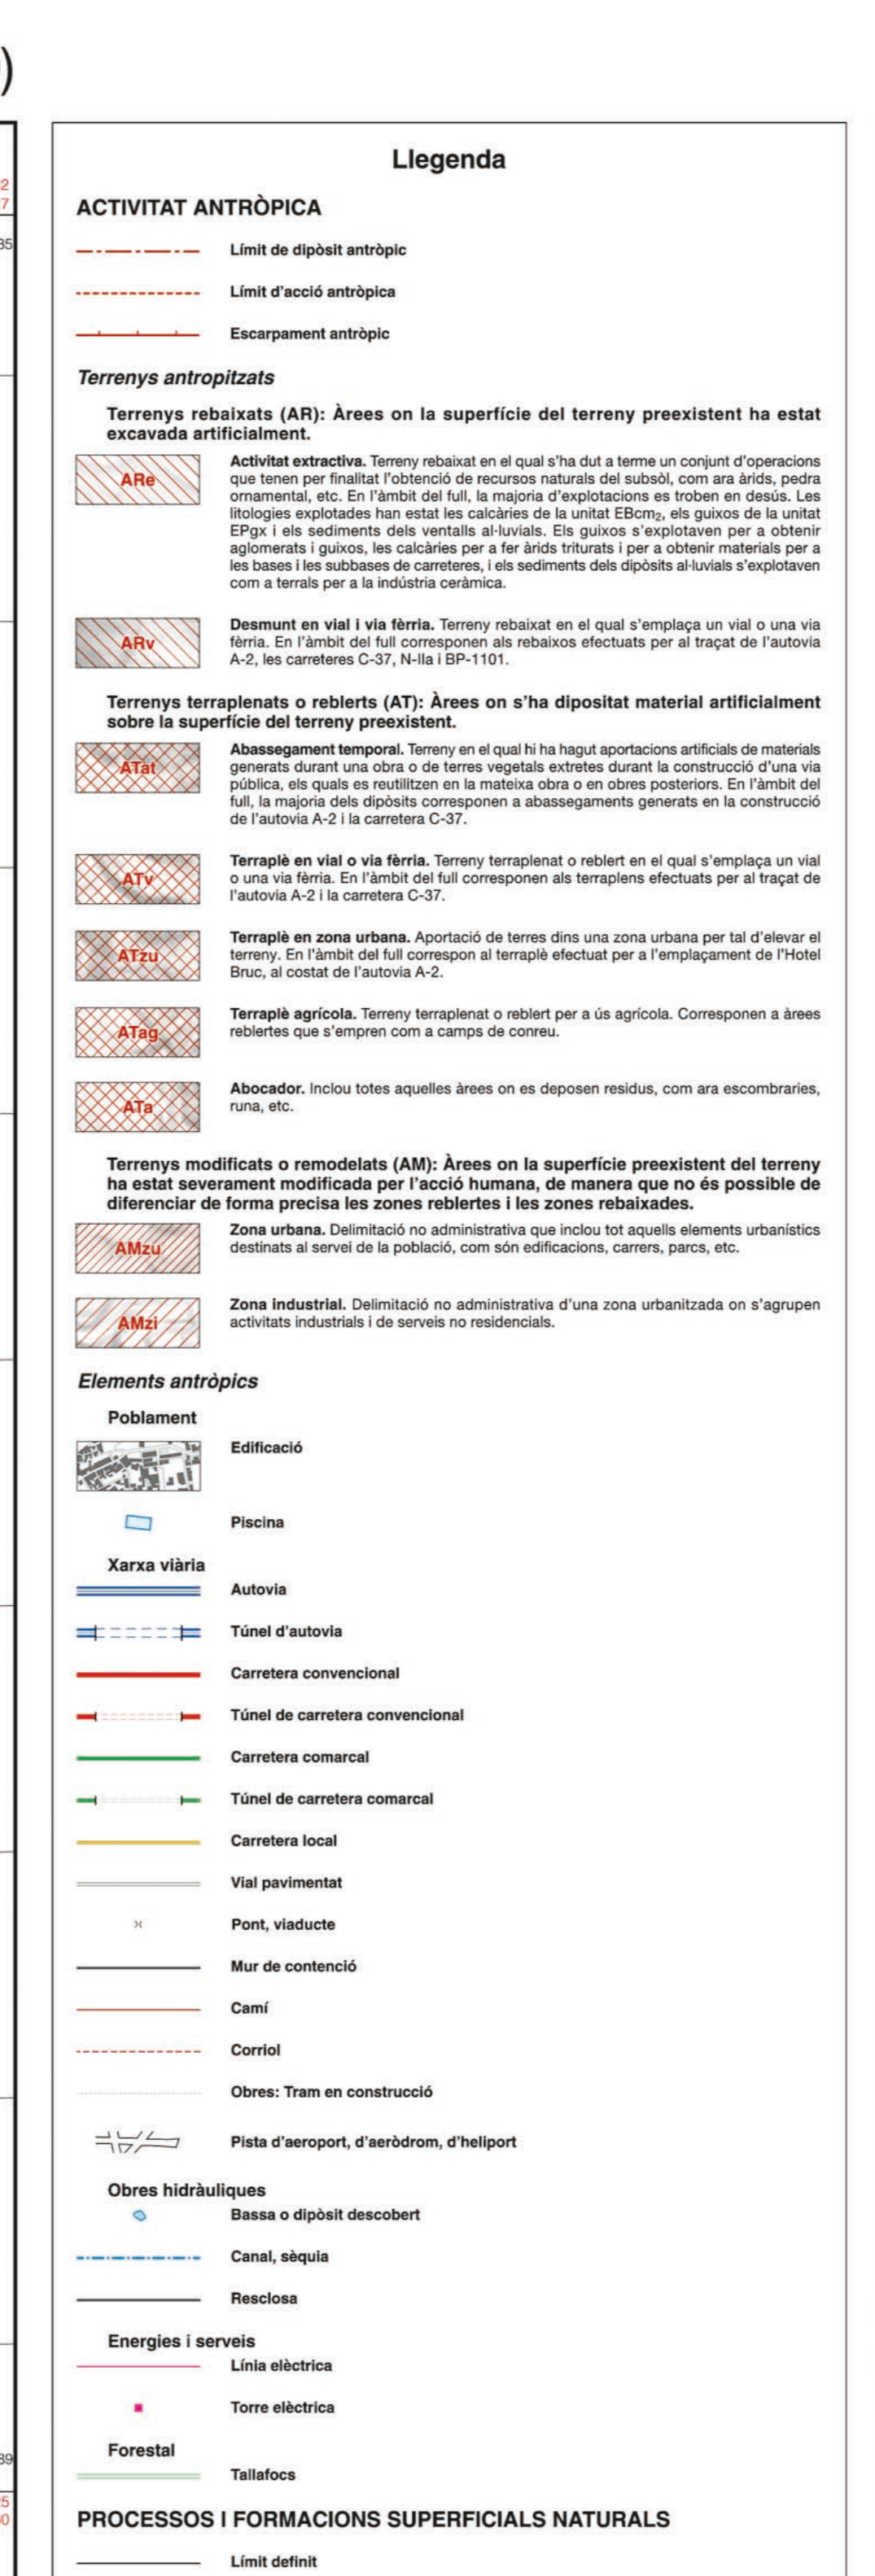 )
Llegenda
2
7
ACTIVITAT ANTRÒPICA
35
Límit de dipòsit antròpic
Límit d'acció antròpica
Escarpament antròpic
Terrenys antropitzats
Terrenys rebaixats (AR): Àrees on la superfície del terreny preexistent ha estat
excavada artificialment.
ARe
Activitat extractiva. Terreny rebaixat en el qual s'ha dut a terme un conjunt d'operacions
que tenen per finalitat l'obtenció de recursos naturals del subsòl, com ara àrids, pedra
ornamental, etc. En l'àmbit del full, la majoria d'explotacions es troben en desús. Les
litologies explotades han estat les calcàries de la unitat EBcm₂, els guixos de la unitat
EPgx i els sediments dels ventalls al·luvials. Els guixos s'explotaven per a obtenir
aglomerats i guixos, les calcàries per a fer àrids triturats i per a obtenir materials per a
les bases i les subbases de carreteres, i els sediments dels dipòsits al·luvials s'explotaven
com a terrals per a la indústria ceràmica.
ARv
Desmunt en vial i via fèrria. Terreny rebaixat en el qual s'emplaça un vial o una via
fèrria. En l'àmbit del full corresponen als rebaixos efectuats per al traçat de l'autovia
A-2, les carreteres C-37, N-IIa i BP-1101.
Terrenys terraplenats o reblerts (AT): Àrees on s'ha dipositat material artificialment
sobre la superfície del terreny preexistent.
ATat
Abassegament temporal. Terreny en el qual hi ha hagut aportacions artificials de materials
generats durant una obra o de terres vegetals extretes durant la construcció d'una via
pública, els quals es reutilitzen en la mateixa obra o en obres posteriors. En l'àmbit del
full, la majoria dels dipòsits corresponen a abassegaments generats en la construcció
de l'autovia A-2 i la carretera C-37.
ATv
Terraplè en vial o via fèrria. Terreny terraplenat o reblert en el qual s'emplaça un vial
o una via fèrria. En l'àmbit del full corresponen als terraplens efectuats per al traçat de
l'autovia A-2 i la carretera C-37.
ATzu
Terraplè en zona urbana. Aportació de terres dins una zona urbana per tal d'elevar el
terreny. En l'àmbit del full correspon al terraplè efectuat per a l'emplaçament de l'Hotel
Bruc, al costat de l'autovia A-2.
ATag
Terraplè agrícola. Terreny terraplenat o reblert per a ús agrícola. Corresponen a àrees
reblertes que s'empren com a camps de conreu.
ATa
Abocador. Inclou totes aquelles àrees on es deposen residus, com ara escombraries,
runa, etc.
Terrenys modificats o remodelats (AM): Àrees on la superfície preexistent del terreny
ha estat severament modificada per l'acció humana, de manera que no és possible de
diferenciar de forma precisa les zones reblertes i les zones rebaixades.
AMzu
Zona urbana. Delimitació no administrativa que inclou tot aquells elements urbanístics
destinats al servei de la població, com són edificacions, carrers, parcs, etc.
AMzi
Zona industrial. Delimitació no administrativa d'una zona urbanitzada on s'agrupen
activitats industrials i de serveis no residencials.
Elements antròpics
Poblament
Edificació
Piscina
Xarxa viària
Autovia
Túnel d'autovia
Carretera convencional
Túnel de carretera convencional
Carretera comarcal
Túnel de carretera comarcal
Carretera local
Vial pavimentat
Pont, viaducte
Mur de contenció
Camí
Corriol
Obres: Tram en construcció
Pista d'aeroport, d'aeròdrom, d'heliport
Obres hidràuliques
Bassa o dipòsit descobert
Canal, sèquia
Resclosa
Energies i serveis
Línia elèctrica
Torre elèctrica
Forestal
39
Tallafocs
5
0
PROCESSOS I FORMACIONS SUPERFICIALS NATURALS
Límit definit